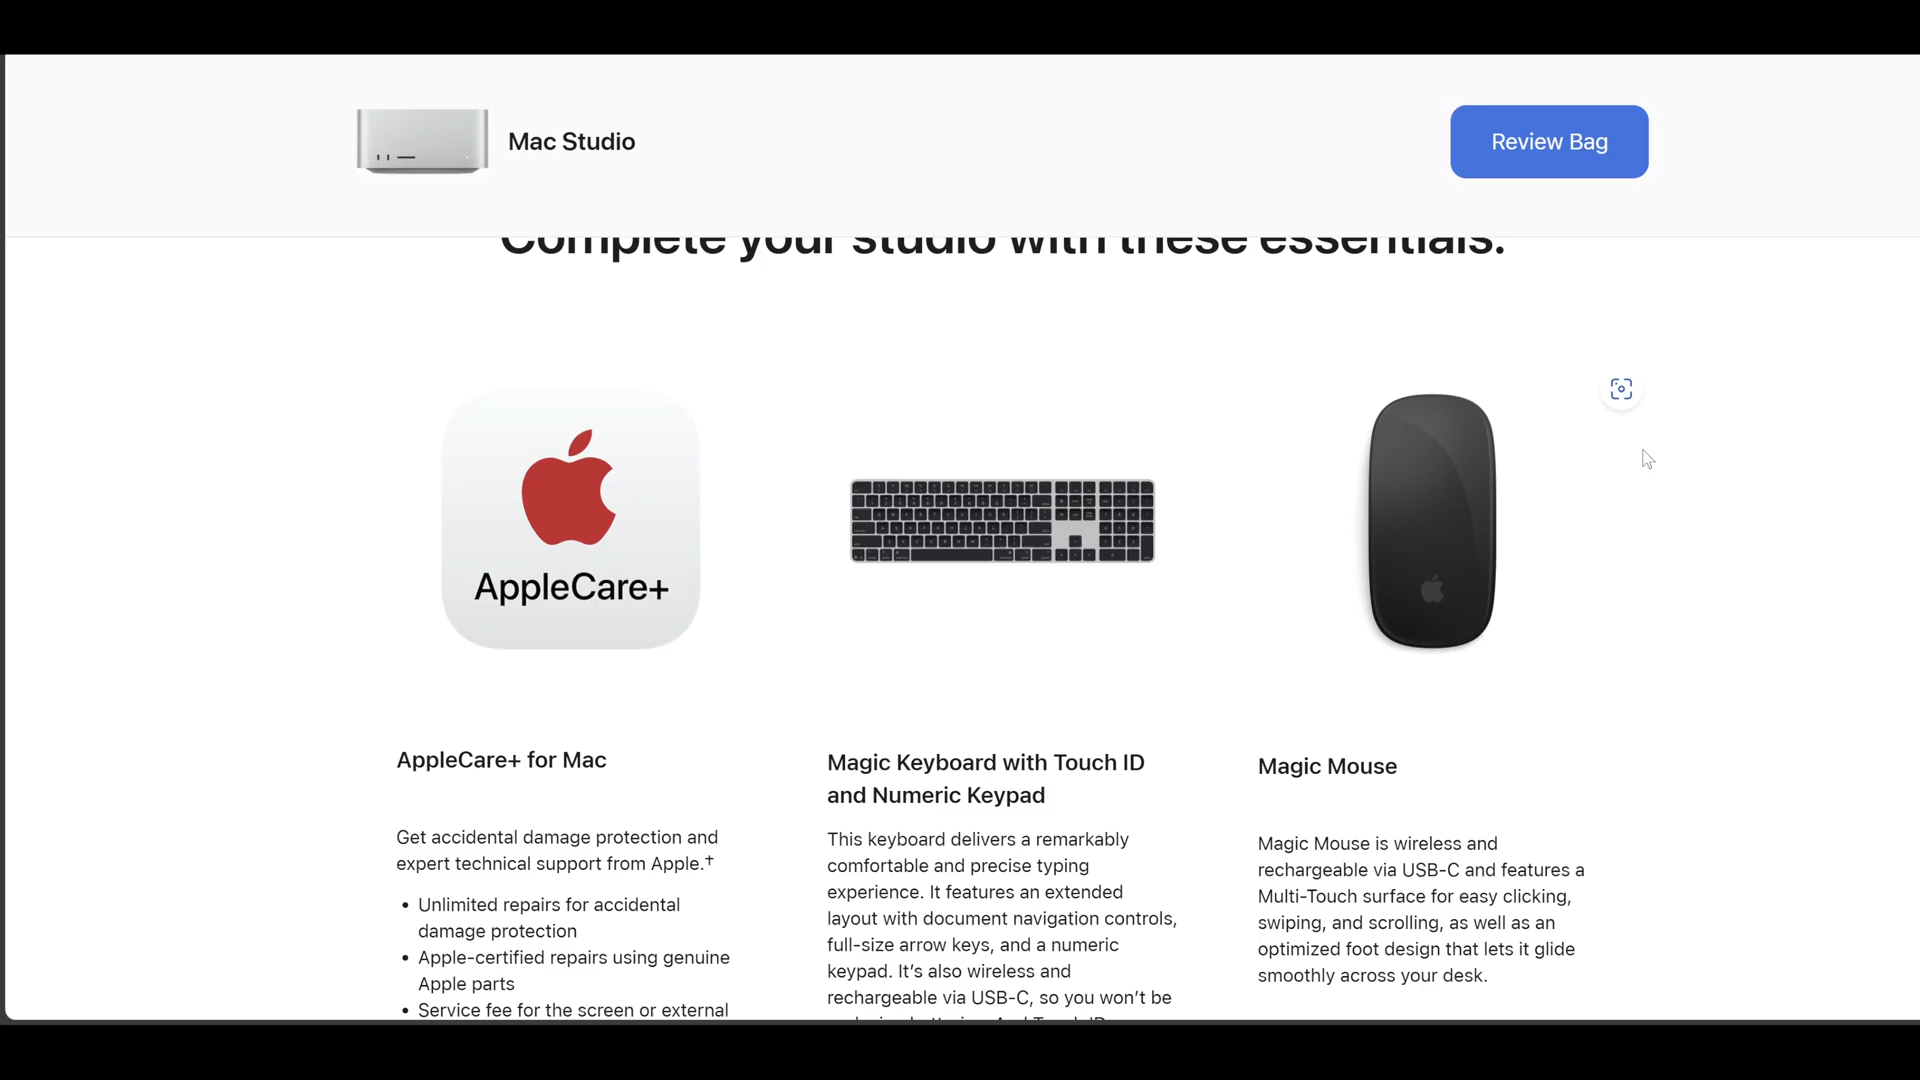 Mac Studio
Review Bag
Complete your studio with these essentials.
AppleCare+
AppleCare+ for Mac
Get accidental damage protection and
expert technical support from Apple.†
• Unlimited repairs for accidental
damage protection
• Apple-certified repairs using genuine
Apple parts
• Service fee for the screen or external
Magic Keyboard with Touch ID
and Numeric Keypad
This keyboard delivers a remarkably
comfortable and precise typing
experience. It features an extended
layout with document navigation controls,
full-size arrow keys, and a numeric
keypad. It’s also wireless and
rechargeable via USB-C, so you won’t be
Magic Mouse
Magic Mouse is wireless and
rechargeable via USB-C and features a
Multi-Touch surface for easy clicking,
swiping, and scrolling, as well as an
optimized foot design that lets it glide
smoothly across your desk.